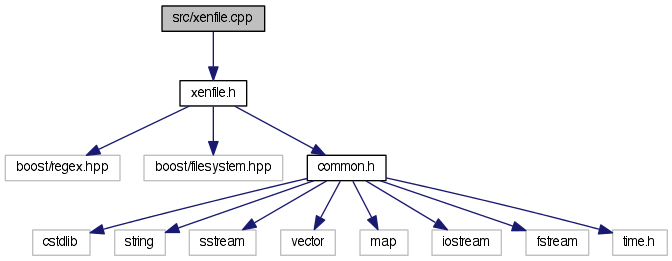 src/xenfile.cpp
xenfile.h
boost/regex.hpp
boost/filesystem.hpp
common.h
cstdlib
string
sstream
vector
map
iostream
fstream
time.h